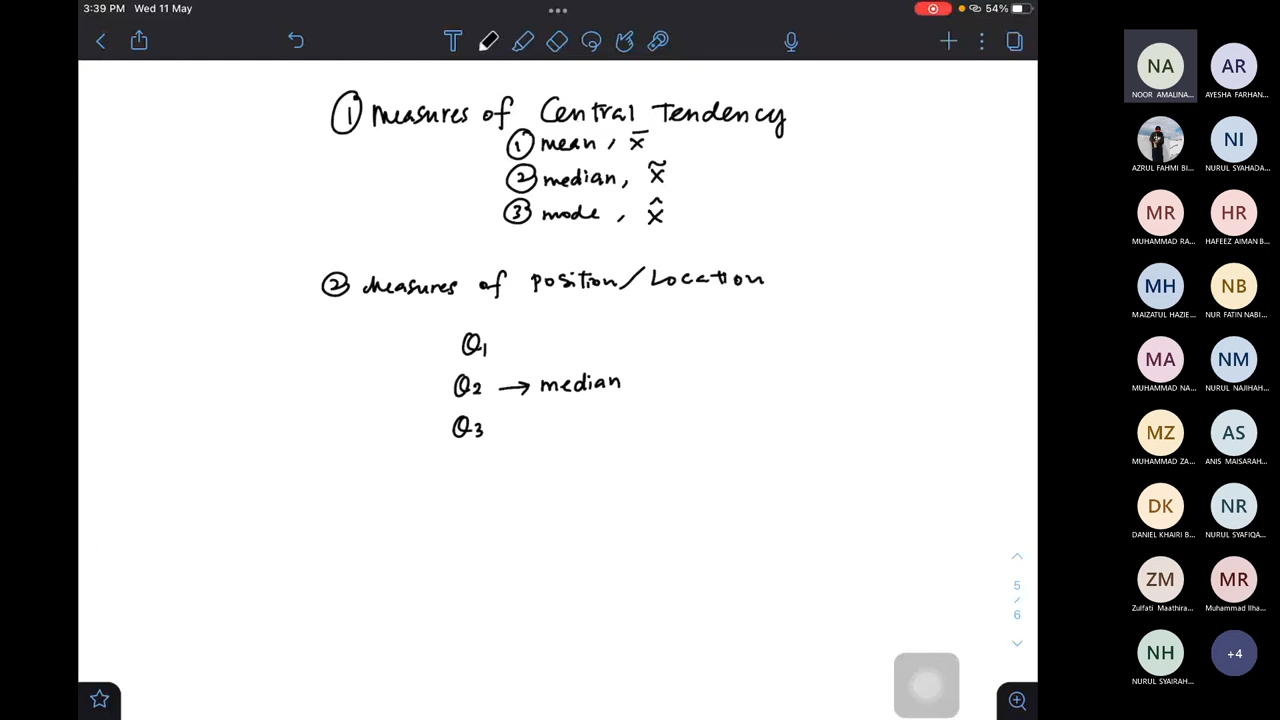 3:39 PM Wed 11 May
54%
① Measures of Central Tendency
① mean, x̄
② median, x̃
③ mode, x̂
② Measures of position/Location
Q1
Q2 → median
Q3
5
6
NA AR
NOOR AMALINA... AYESHA FARHAN...
NI
AZRUL FAHMI BI... NURUL SYAHADA...
MR HR
MUHAMMAD RA... HAFEEZ AIMAN B...
MH NB
MAIZATUL HAZIE... NUR FATIN NABI...
MA NM
MUHAMMAD NA... NURUL NAJIHAH...
MZ AS
MUHAMMAD ZA... ANIS MAISARAH...
DK NR
DANIEL KHAIRI B... NURUL SYAFIQA...
ZM MR
Zulfati Maathira... Muhammad Ilha...
NH +4
NURUL SYAIRAH...